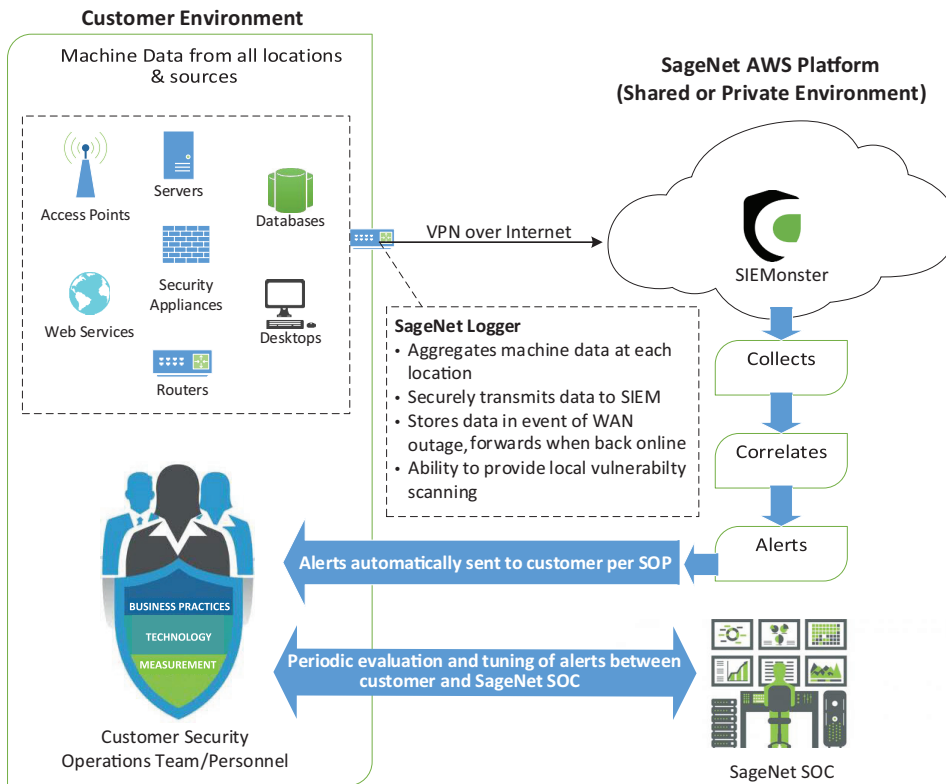 Customer Environment
Machine Data from all locations
& sources
Access Points
Servers
Databases
Security
Appliances
Web Services
Desktops
Routers
VPN over Internet
SageNet AWS Platform
(Shared or Private Environment)
SIEMonster
SageNet Logger
• Aggregates machine data at each
location
• Securely transmits data to SIEM
• Stores data in event of WAN
outage, forwards when back online
• Ability to provide local vulnerabilty
scanning
Collects
Correlates
Alerts
Alerts automatically sent to customer per SOP
BUSINESS PRACTICES
TECHNOLOGY
MEASUREMENT
Periodic evaluation and tuning of alerts between
customer and SageNet SOC
Customer Security
Operations Team/Personnel
SageNet SOC